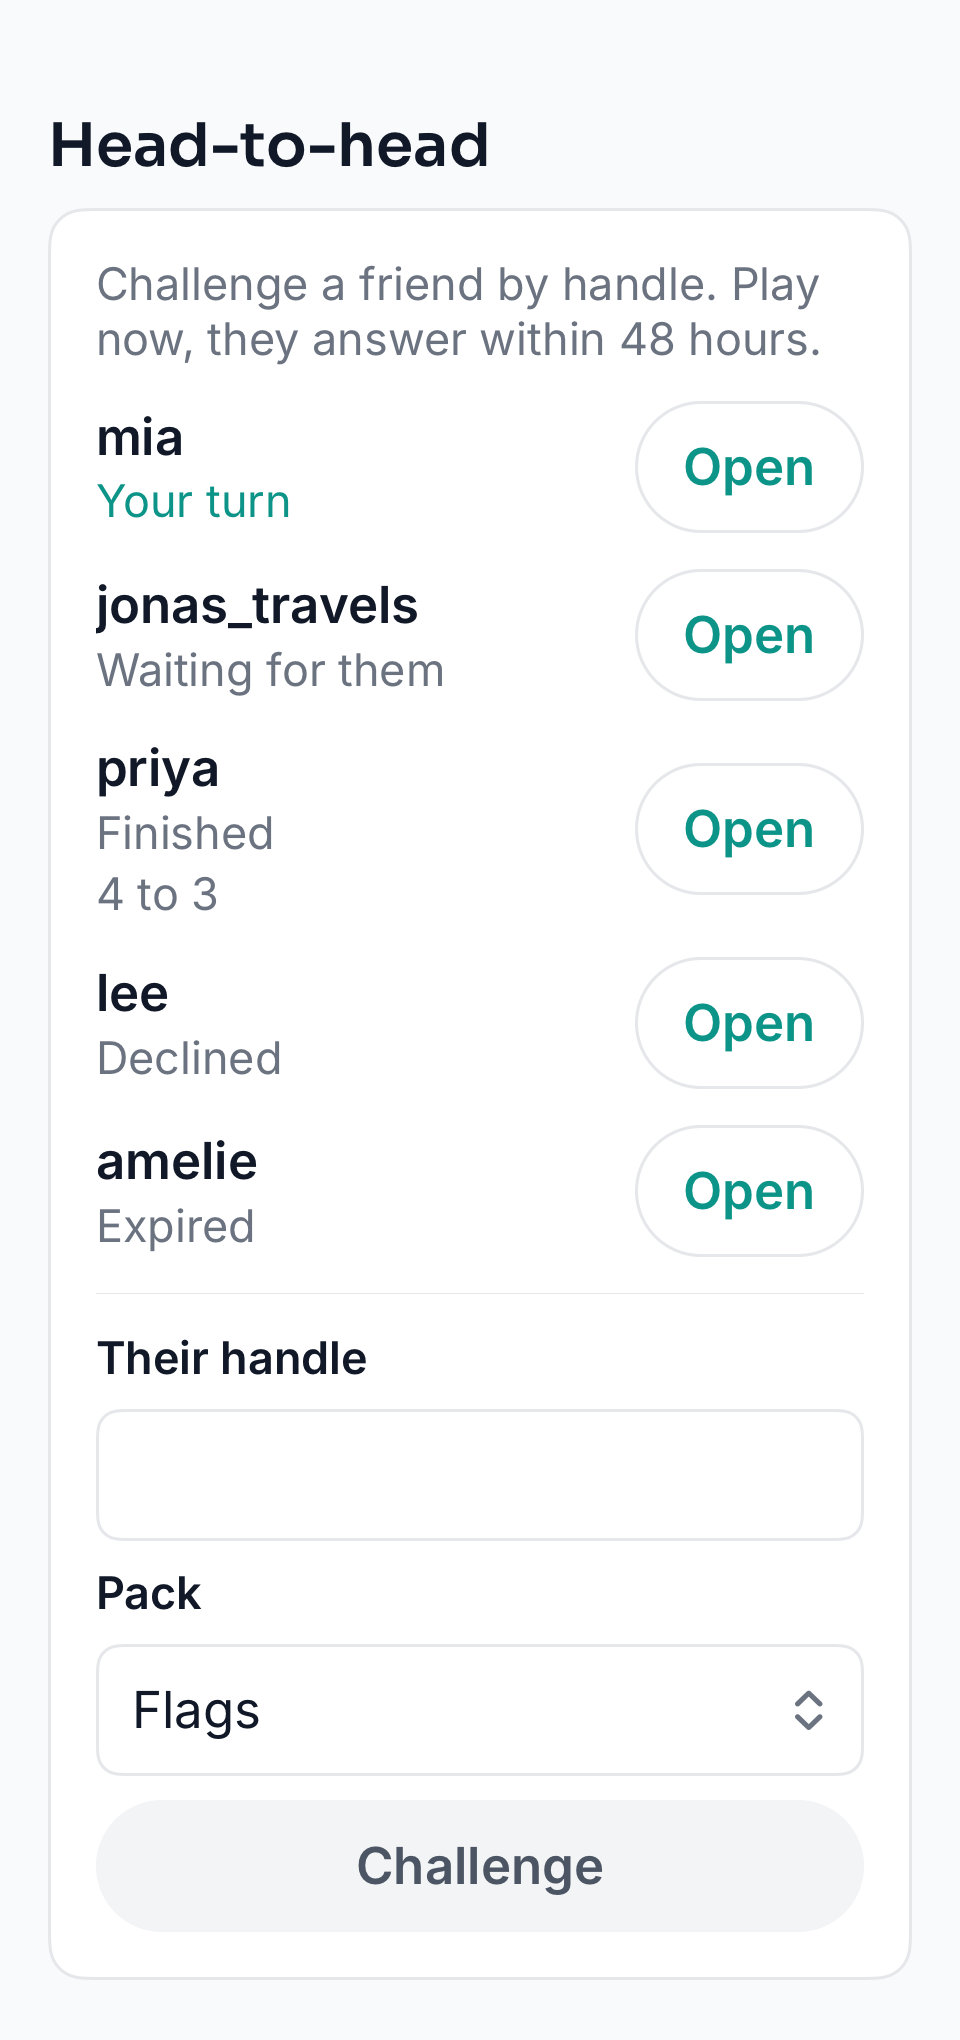 Head-to-head
Challenge a friend by handle. Play
now, they answer within 48 hours.
mia
Your turn
Open
jonas_travels
Waiting for them
Open
priya
Finished
4 to 3
Open
lee
Declined
Open
amelie
Expired
Open
Their handle
Pack
Flags
Challenge